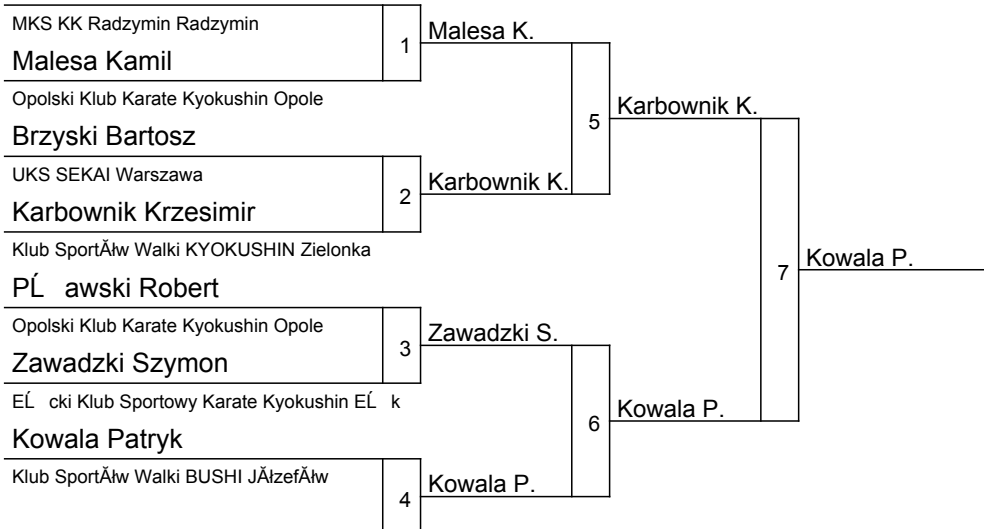 MKS KK Radzymin Radzymin
Malesa Kamil
Opolski Klub Karate Kyokushin Opole
Brzyski Bartosz
UKS SEKAI Warszawa
Karbownik Krzesimir
Klub SportĂłw Walki KYOKUSHIN Zielonka
PĹ awski Robert
Opolski Klub Karate Kyokushin Opole
Zawadzki Szymon
EĹ cki Klub Sportowy Karate Kyokushin EĹ k
Kowala Patryk
Klub SportĂłw Walki BUSHI JĂłzefĂłw
1
2
3
4
Malesa K.
Karbownik K.
Zawadzki S.
Kowala P.
5
6
Karbownik K.
Kowala P.
7
Kowala P.